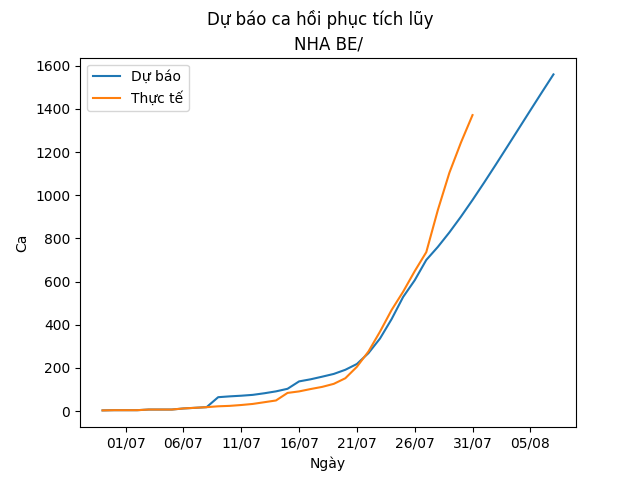 Dự báo ca hồi phục tích lũy
NHA BE/
Dự báo
Thực tế
1600
1400
1200
1000
800
600
400
200
0
Ca
01/07 06/07 11/07 16/07 21/07 26/07 31/07 05/08
Ngày